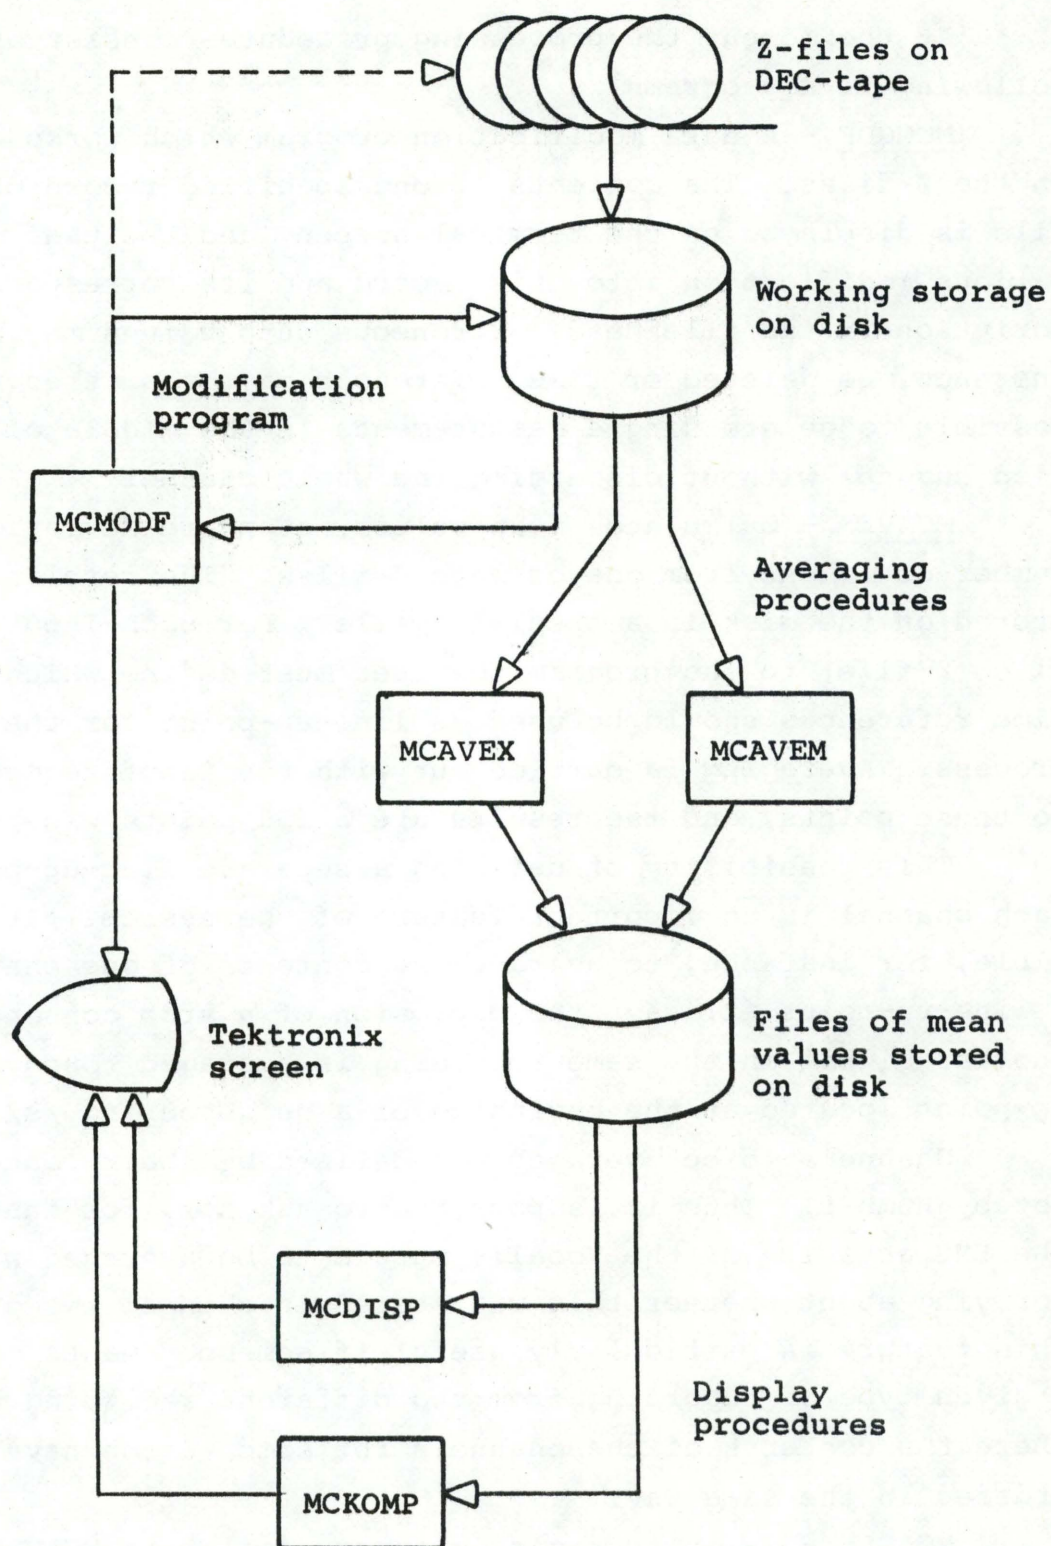 Z-files on
DEC-tape
Working storage
on disk
Modification
program
MCMODF
Averaging
procedures
MCAVEX
MCAVEM
Tektronix
screen
Files of mean
values stored
on disk
MCDISP
Display
procedures
MCKOMP